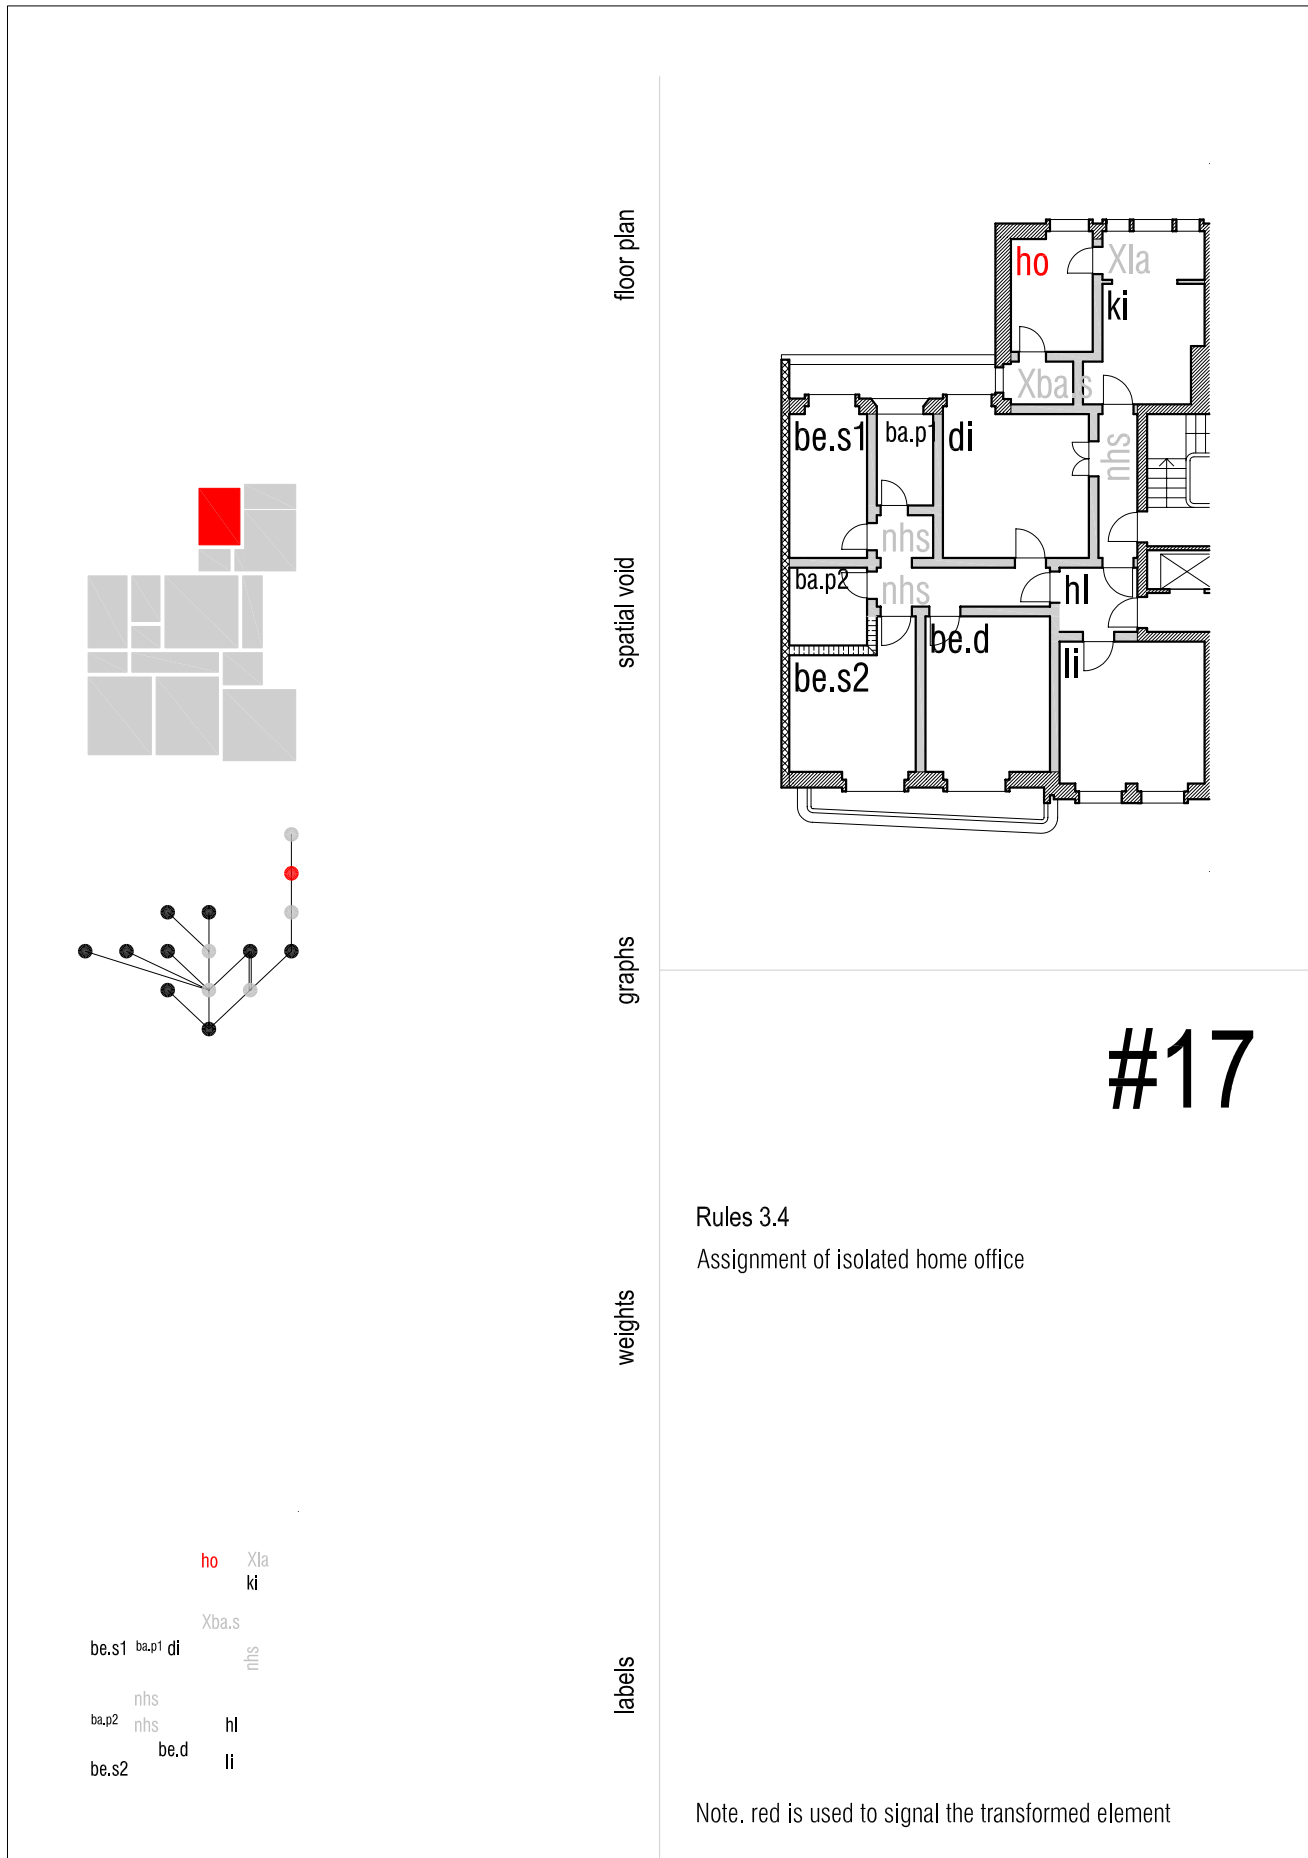 floor plan
spatial void
graphs
weights
labels
ho
Xla
ki
Xba.s
be.s1
ba.p1
di
nhs
nhs
ba.p2
nhs
hl
be.d
li
be.s2
#17
Rules 3.4
Assignment of isolated home office
ho Xla
ki
Xba.s
be.s1 ba.p1 di
nhs
nhs
ba.p2 nhs hl
be.d
be.s2
li
Note. red is used to signal the transformed element